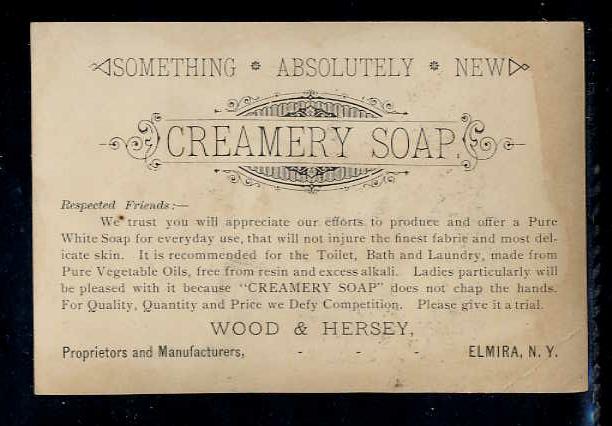 SOMETHING * ABSOLUTELY * NEW
CREAMERY SOAP.
Respected Friends:—
We trust you will appreciate our efforts to produce and offer a Pure
White Soap for everyday use, that will not injure the finest fabric and most del-
icate skin. It is recommended for the Toilet, Bath and Laundry, made from
Pure Vegetable Oils, free from resin and excess alkali. Ladies particularly will
be pleased with it because "CREAMERY SOAP" does not chap the hands.
For Quality, Quantity and Price we Defy Competition. Please give it a trial.
WOOD & HERSEY,
Proprietors and Manufacturers, - - - ELMIRA, N. Y.